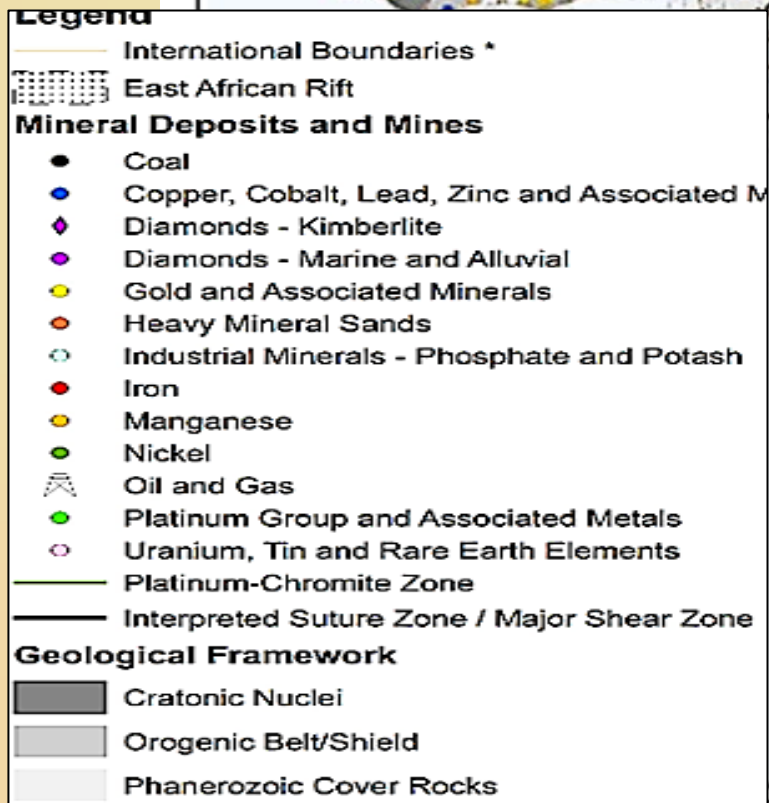 Legend
International Boundaries *
East African Rift
Mineral Deposits and Mines
Coal
Copper, Cobalt, Lead, Zinc and Associated M
Diamonds - Kimberlite
Diamonds - Marine and Alluvial
Gold and Associated Minerals
Heavy Mineral Sands
Industrial Minerals - Phosphate and Potash
Iron
Manganese
Nickel
Oil and Gas
Platinum Group and Associated Metals
Uranium, Tin and Rare Earth Elements
Platinum-Chromite Zone
Interpreted Suture Zone / Major Shear Zone
Geological Framework
Cratonic Nuclei
Orogenic Belt/Shield
Phanerozoic Cover Rocks